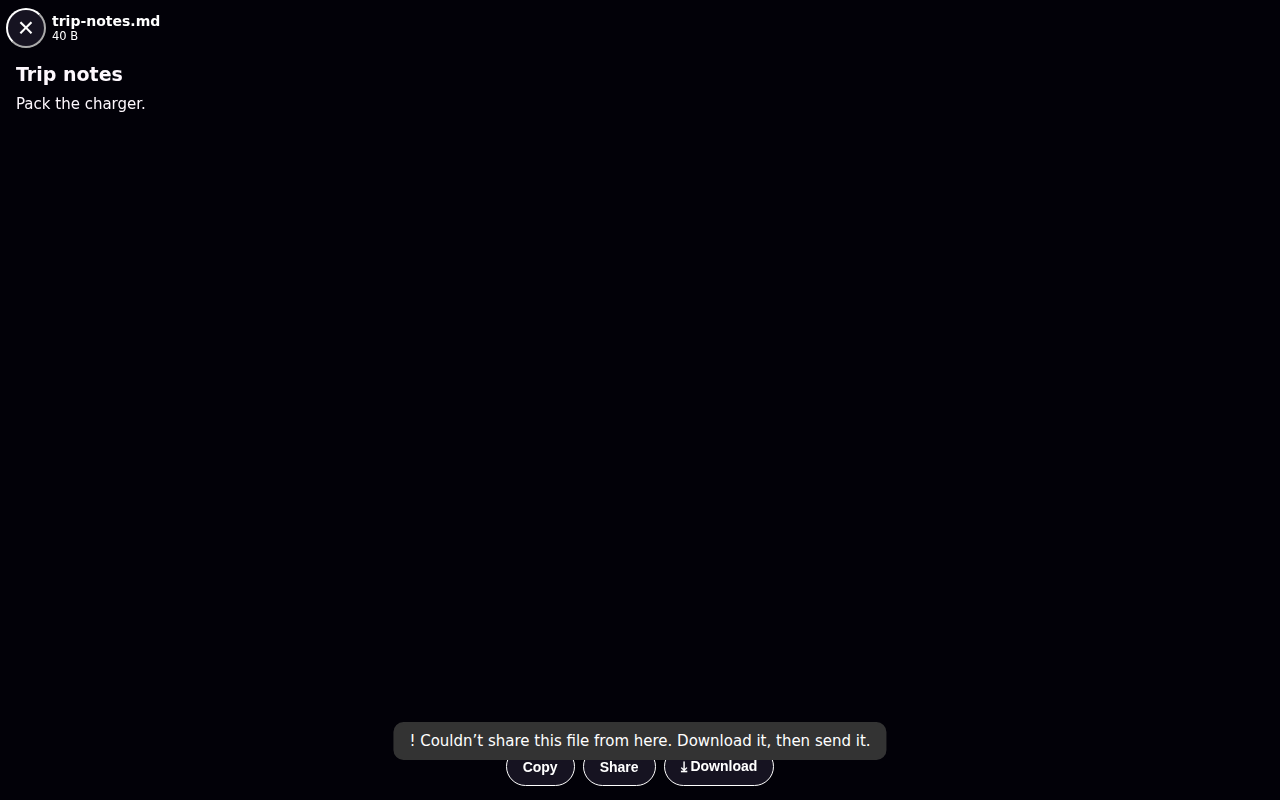 ✕
trip-notes.md
40 B
Trip notes
Pack the charger.
! Couldn’t share this file from here. Download it, then send it.
Copy
Share
⤓ Download